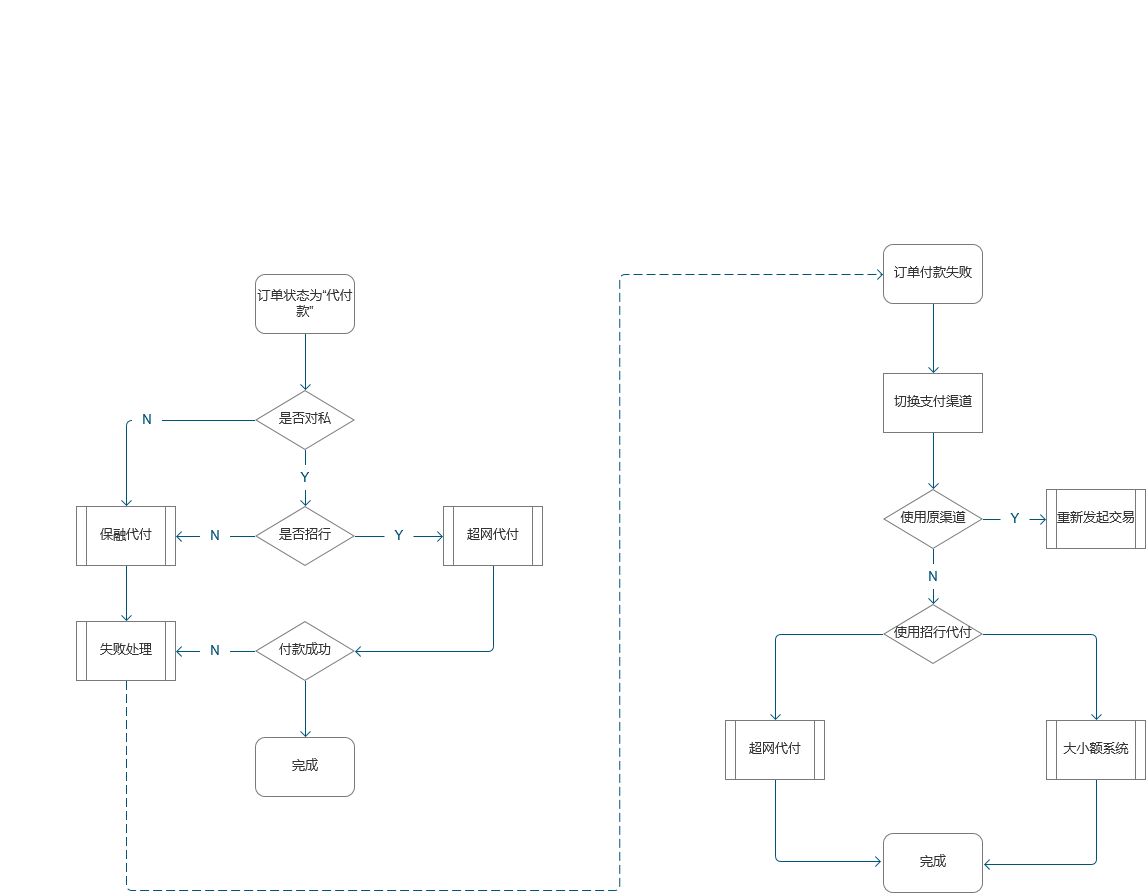 订单状态为“代付
款”
是否对私
N
Y
保融代付
N
是否招行
Y
超网代付
失败处理
N
付款成功
完成
订单付款失败
切换支付渠道
使用原渠道
Y
重新发起交易
N
使用招行代付
超网代付
大小额系统
完成